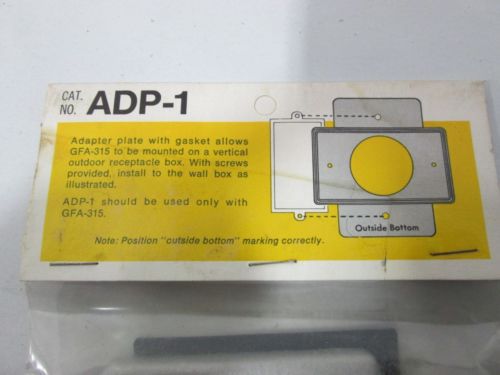 CAT.
NO. ADP-1
Adapter plate with gasket allows
GFA-315 to be mounted on a vertical
outdoor receptacle box. With screws
provided, install to the wall box as
illustrated.
ADP-1 should be used only with
GFA-315.
Note: Position "outside bottom" marking correctly.
Outside Bottom